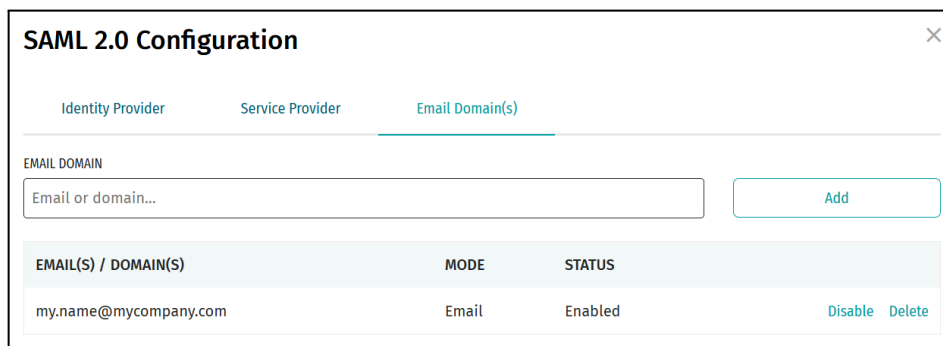 SAML 2.0 Configuration
Identity Provider Service Provider Email Domain(s)
EMAIL DOMAIN
Email or domain... Add
EMAIL(S) / DOMAIN(S) MODE STATUS
my.name@mycompany.com Email Enabled Disable Delete